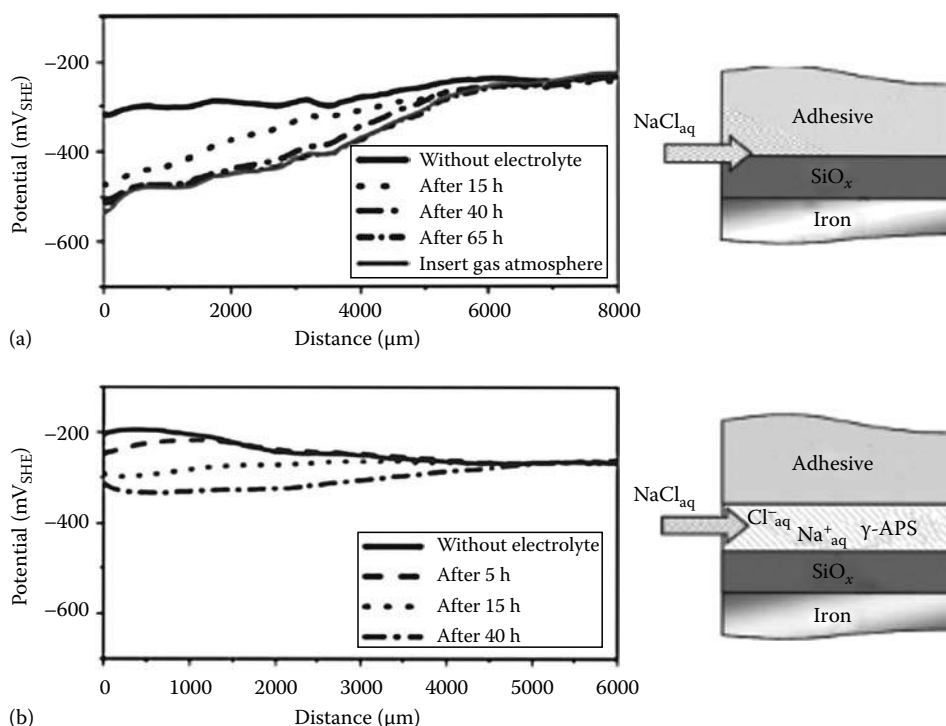 −200
−400
−600
Potential (mV_SHE)
Without electrolyte
After 15 h
After 40 h
After 65 h
Insert gas atmosphere
0
2000
4000
6000
8000
Distance (µm)
(a)
NaCl_aq
Adhesive
SiO_x
Iron
−200
−400
−600
Potential (mV_SHE)
Without electrolyte
After 5 h
After 15 h
After 40 h
0
1000
2000
3000
4000
5000
6000
Distance (µm)
(b)
NaCl_aq
Adhesive
Cl⁻_aq
Na⁺_aq
γ-APS
SiO_x
Iron